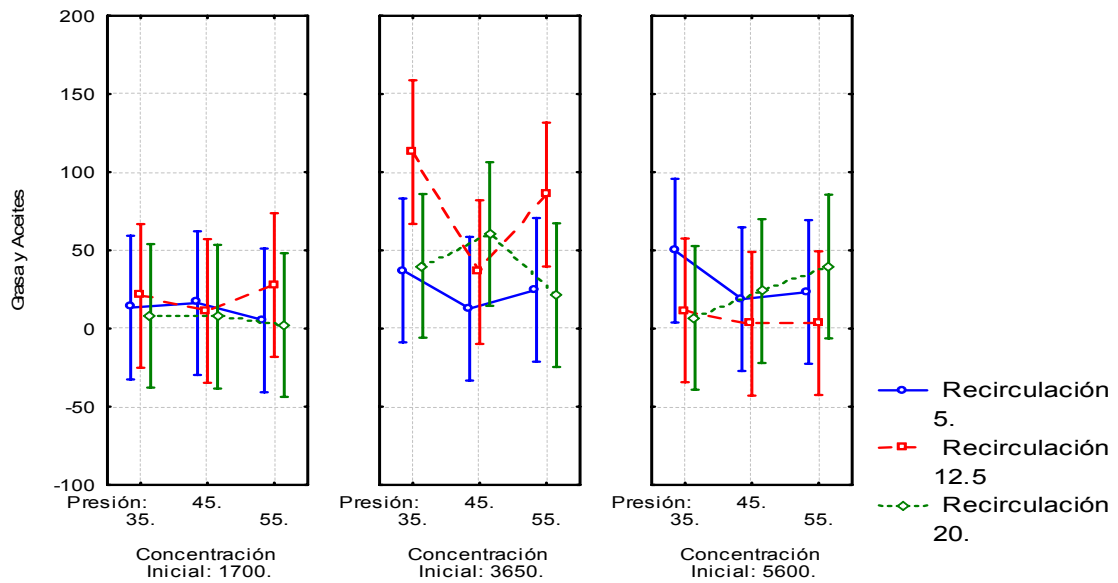 200
150
100
50
0
-50
-100
Grasa y Aceites
Presión:
35.
45.
55.
Concentración
Inicial: 1700.
Presión:
35.
45.
55.
Concentración
Inicial: 3650.
Presión:
35.
45.
55.
Concentración
Inicial: 5600.
Recirculación
5.
Recirculación
12.5
Recirculación
20.